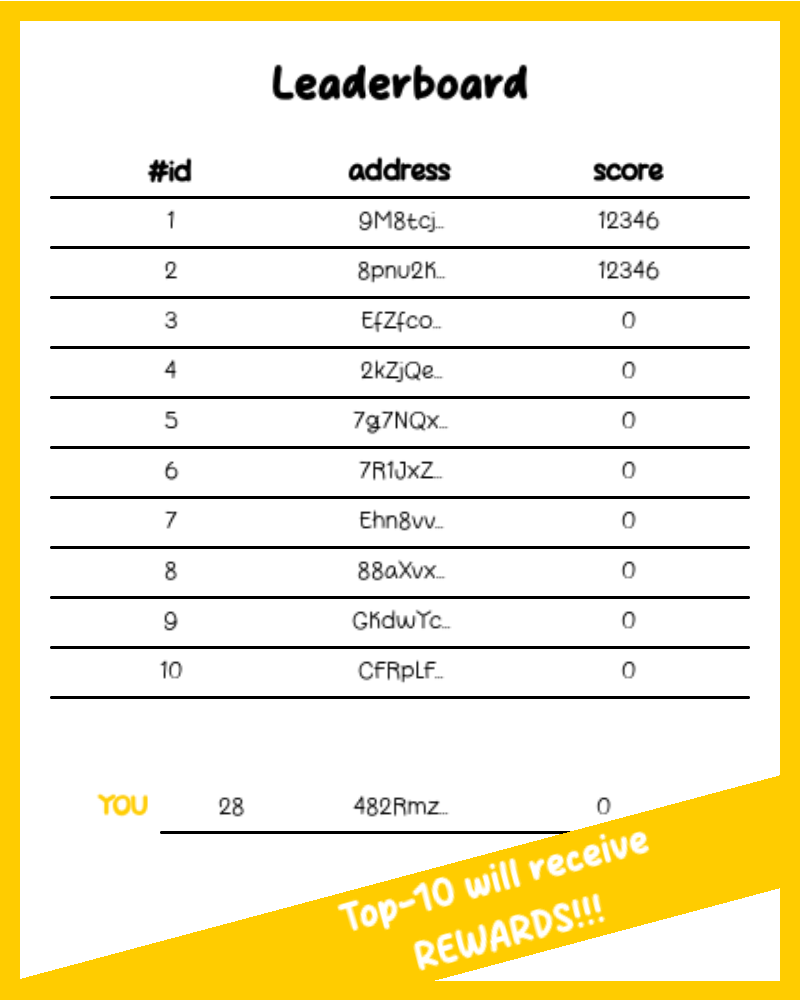 Leaderboard
#id address score
1 9M8tcj... 12346
2 8pnu2K... 12346
3 EfZfco... 0
4 2kZjQe... 0
5 7g7NQx... 0
6 7R1JxZ... 0
7 Ehn8vv... 0
8 88aXvx... 0
9 GKdwYc... 0
10 CFRpLF... 0
YOU 28 482Rmz... 0
Top-10 will receive
REWARDS!!!